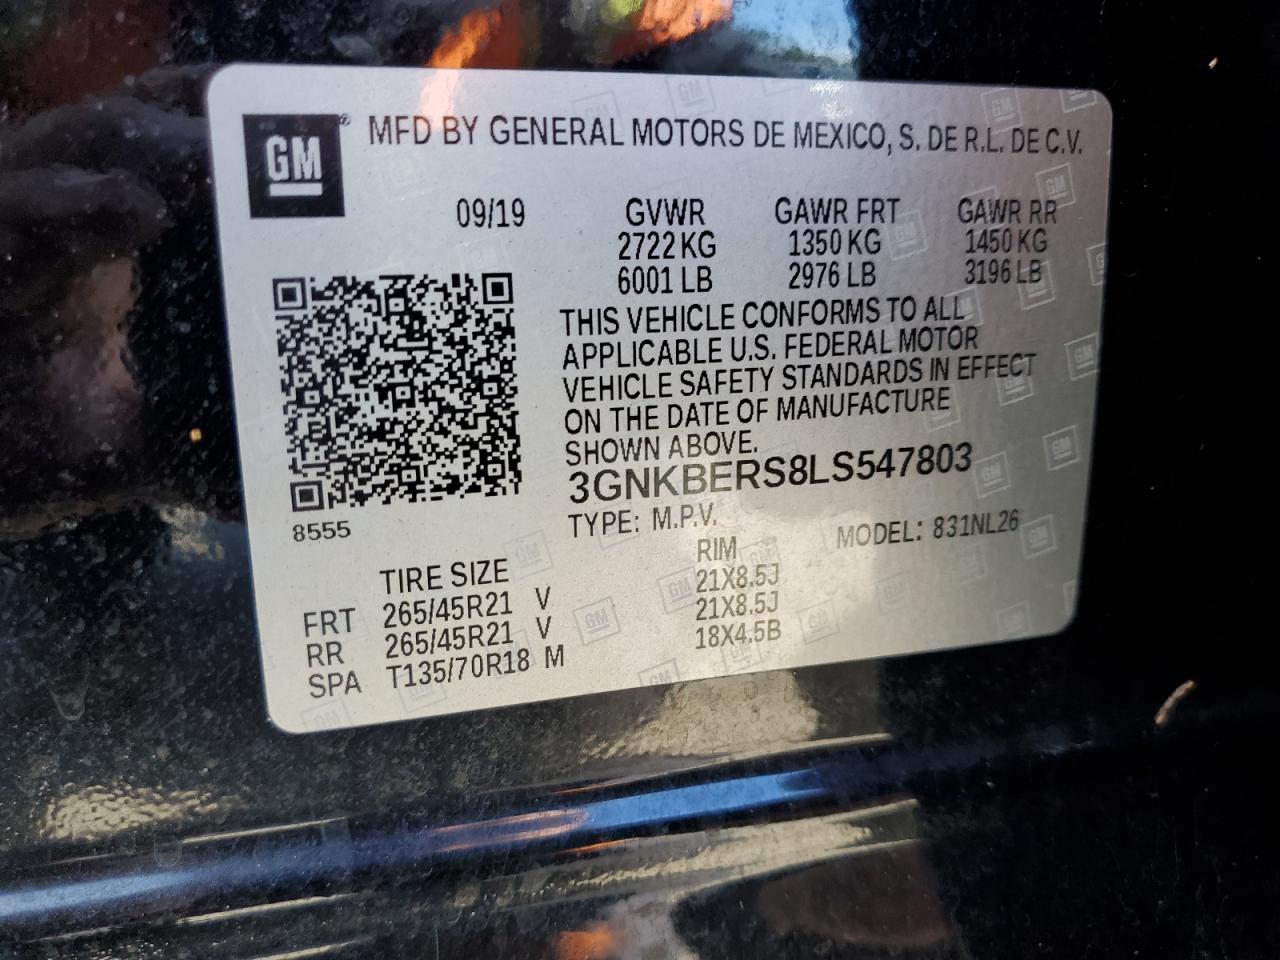 GM ® MFD BY GENERAL MOTORS DE MEXICO, S. DE R.L. DE C.V.
09/19 GVWR GAWR FRT GAWR RR
2722 KG 1350 KG 1450 KG
6001 LB 2976 LB 3196 LB
THIS VEHICLE CONFORMS TO ALL
APPLICABLE U.S. FEDERAL MOTOR
VEHICLE SAFETY STANDARDS IN EFFECT
ON THE DATE OF MANUFACTURE
SHOWN ABOVE.
3GNKBERS8LS547803
8555
TYPE: M.P.V. MODEL: 831NL26
TIRE SIZE RIM
FRT 265/45R21 V 21X8.5J
RR 265/45R21 V 21X8.5J
SPA T135/70R18 M 18X4.5B